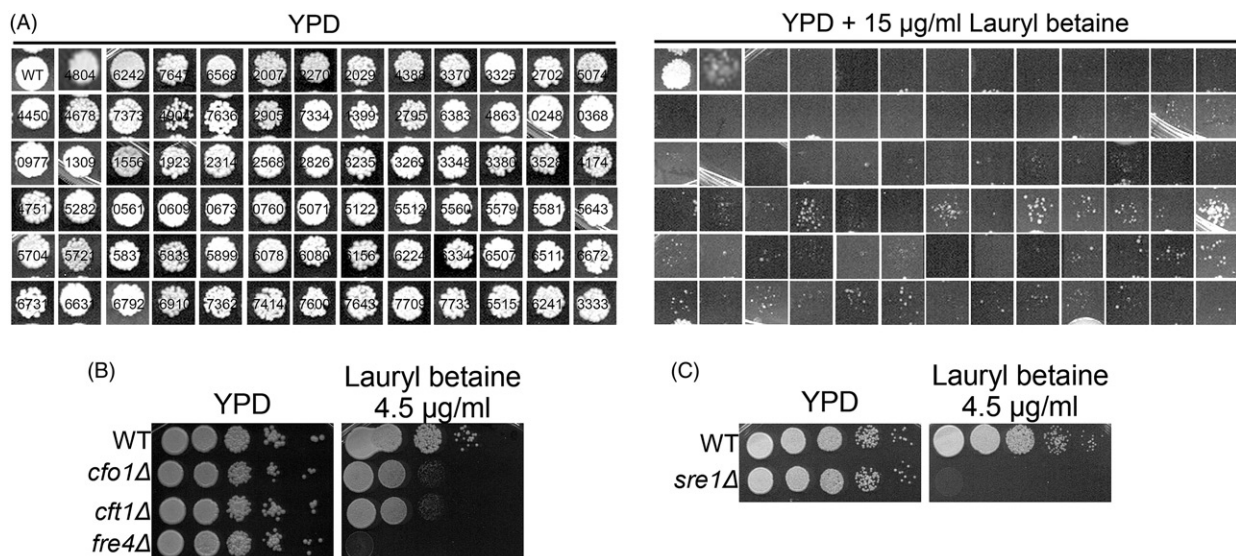 (A)
YPD
YPD + 15 µg/ml Lauryl betaine
WT 4804 6242 7647 6568 2007 2270 2029 4388 3370 3325 2702 5074
4450 4678 7373 4904 7636 2905 7334 1399 2795 6383 4863 0248 0368
0977 1309 1556 1923 2314 2568 2826 3235 3269 3348 3380 3528 4174
4751 5282 0561 0609 0673 0760 5071 5122 5512 5560 5579 5581 5643
5704 5721 5837 5839 5899 6078 6080 6156 6224 6334 6507 6511 6672
6731 6631 6792 6910 7362 7414 7600 7643 7709 7733 5515 6241 3333
(B)
YPD
Lauryl betaine
4.5 µg/ml
WT
cfo1Δ
cft1Δ
fre4Δ
(C)
YPD
Lauryl betaine
4.5 µg/ml
WT
sre1Δ